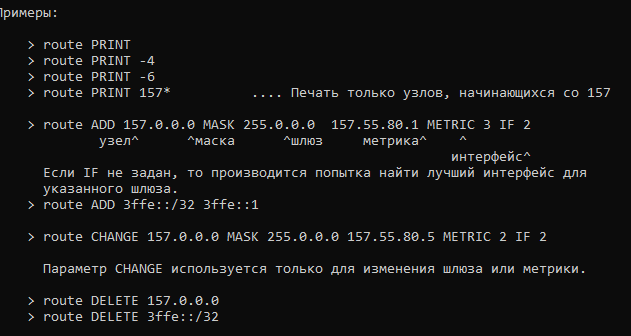 Примеры:
> route PRINT
> route PRINT -4
> route PRINT -6
> route PRINT 157*          .... Печать только узлов, начинающихся со 157
> route ADD 157.0.0.0 MASK 255.0.0.0  157.55.80.1 METRIC 3 IF 2
узел^      ^маска      ^шлюз     метрика^    ^
интерфейс^
Если IF не задан, то производится попытка найти лучший интерфейс для
указанного шлюза.
> route ADD 3ffe::/32 3ffe::1
> route CHANGE 157.0.0.0 MASK 255.0.0.0 157.55.80.5 METRIC 2 IF 2
Параметр CHANGE используется только для изменения шлюза или метрики.
> route DELETE 157.0.0.0
> route DELETE 3ffe::/32